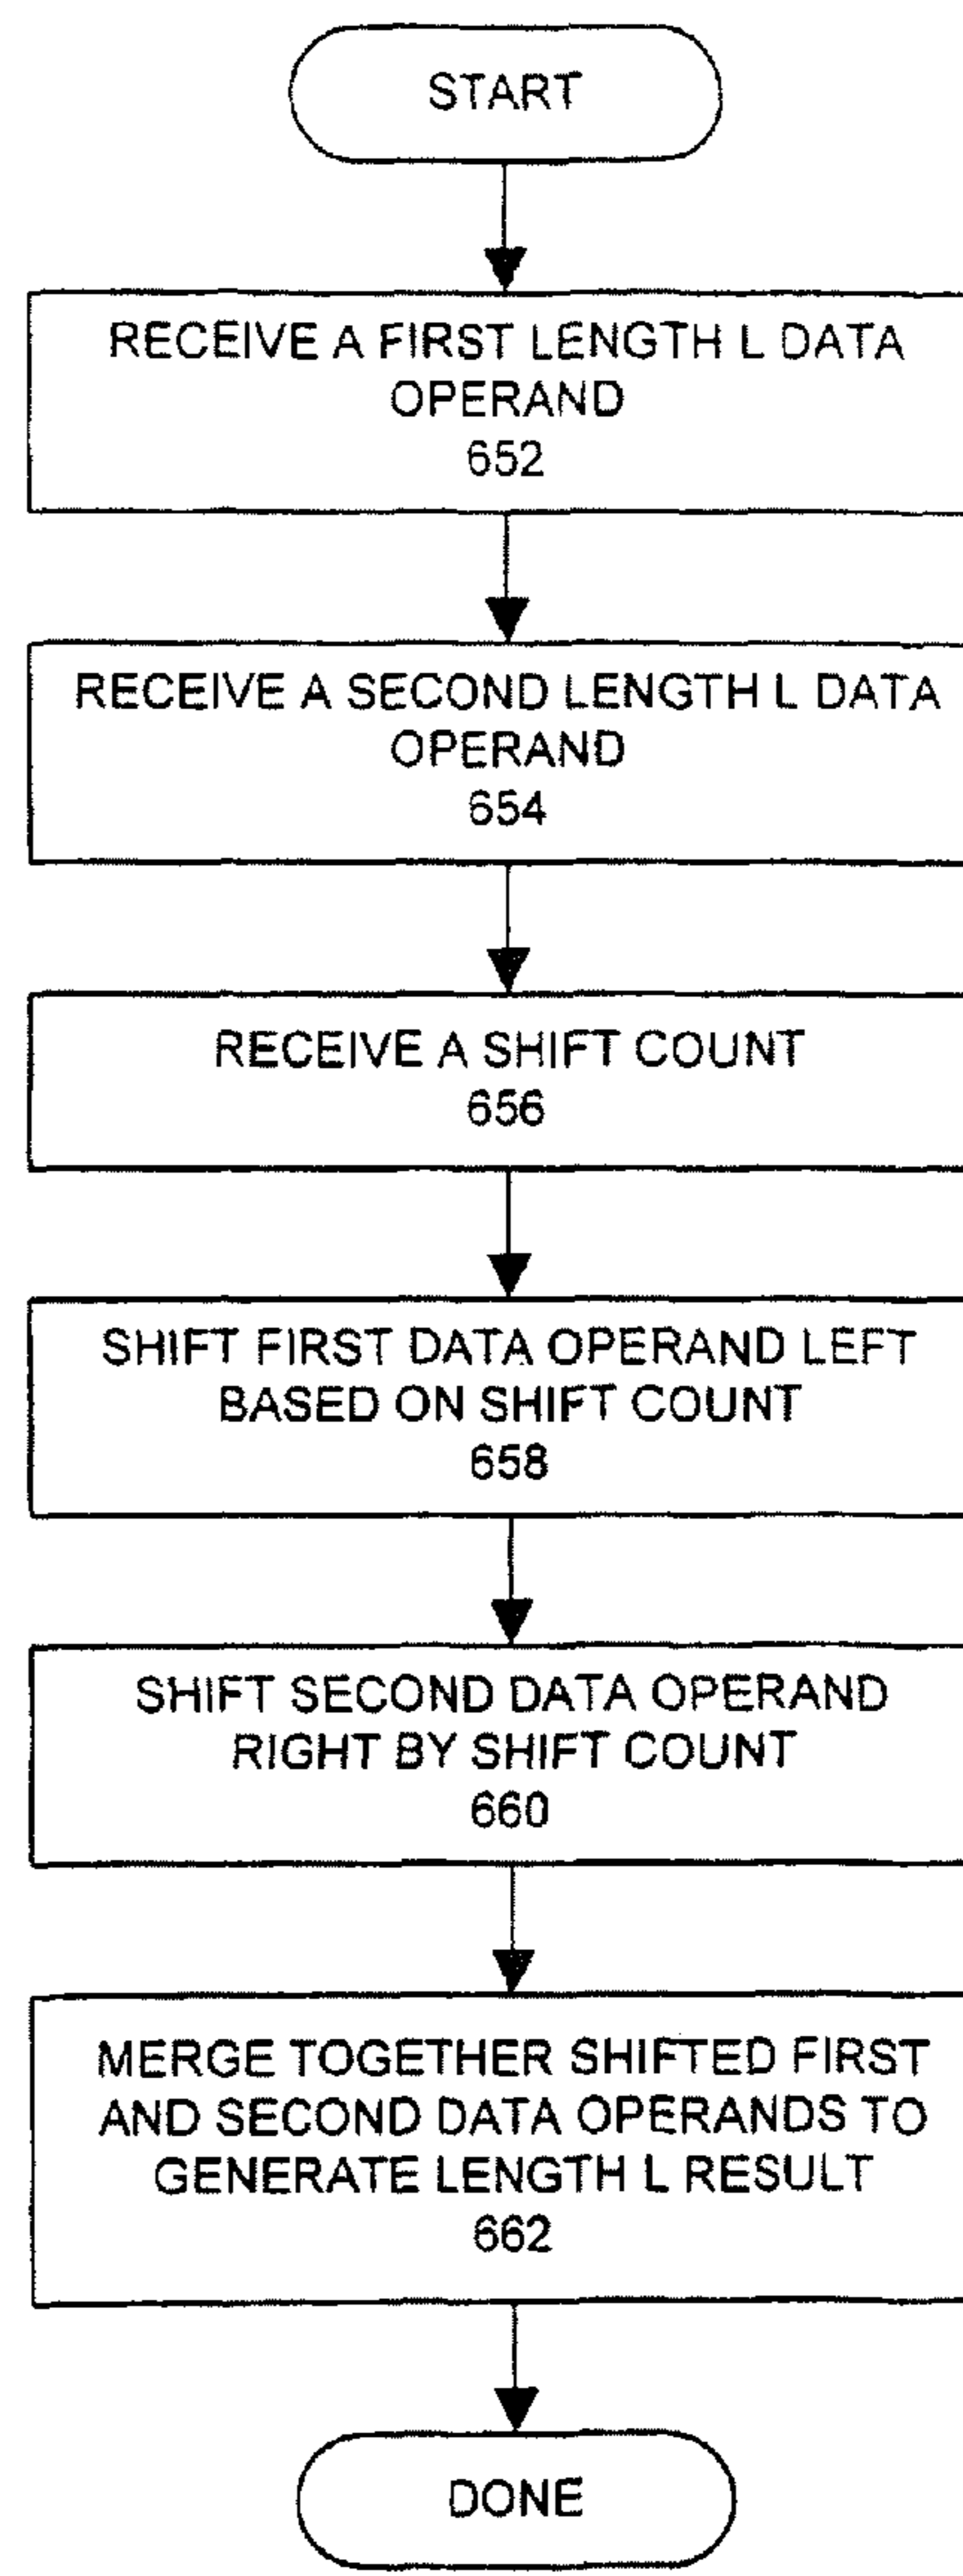 START
RECEIVE A FIRST LENGTH L DATA
OPERAND
652
RECEIVE A SECOND LENGTH L DATA
OPERAND
654
RECEIVE A SHIFT COUNT
656
SHIFT FIRST DATA OPERAND LEFT
BASED ON SHIFT COUNT
658
SHIFT SECOND DATA OPERAND
RIGHT BY SHIFT COUNT
660
MERGE TOGETHER SHIFTED FIRST
AND SECOND DATA OPERANDS TO
GENERATE LENGTH L RESULT
662
DONE